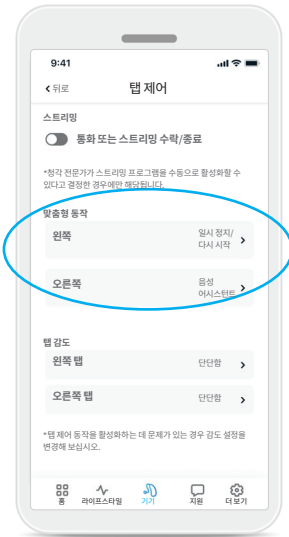 9:41
뒤로
탭 제어
스트리밍
통화 또는 스트리밍 수락/종료
*청각 전문가가 스트리밍 프로그램을 수동으로 활성화할 수
있다고 결정한 경우에만 해당됩니다.
맞춤형 동작
왼쪽
일시 정지/
다시 시작
오른쪽
음성
어시스턴트
탭 감도
왼쪽 탭
단단함
오른쪽 탭
단단함
*탭 제어 동작을 활성화하는 데 문제가 있는 경우 감도 설정을
변경해 보십시오.
홈 라이프스타일 기기 지원 더 보기